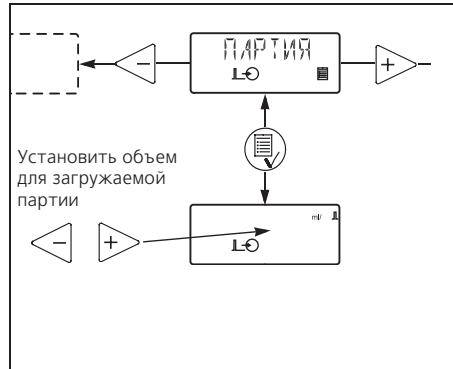 ПАРТИЯ
Установить объем
для загружаемой
партии
ml/